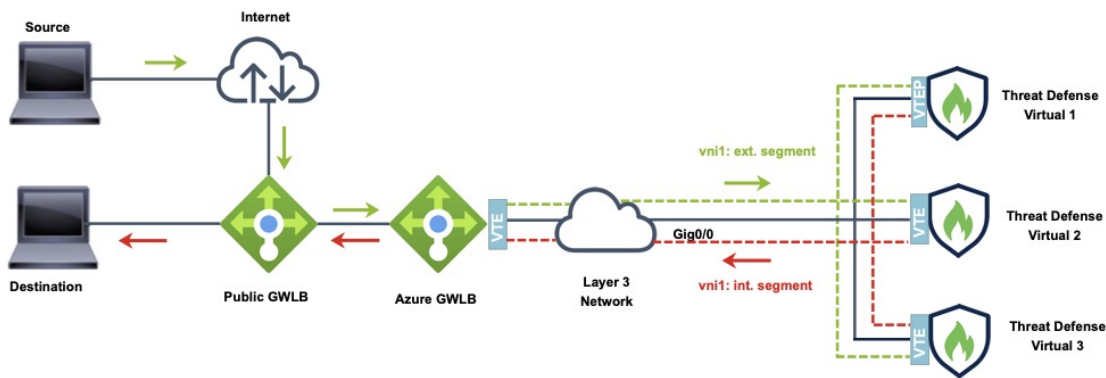 Source
Internet
VTEP
Threat Defense
Virtual 1
vni1: ext. segment
VTE
Threat Defense
Virtual 2
VTE
Gig0/0
Destination
Public GWLB
Azure GWLB
Layer 3
Network
vni1: int. segment
VTE
Threat Defense
Virtual 3